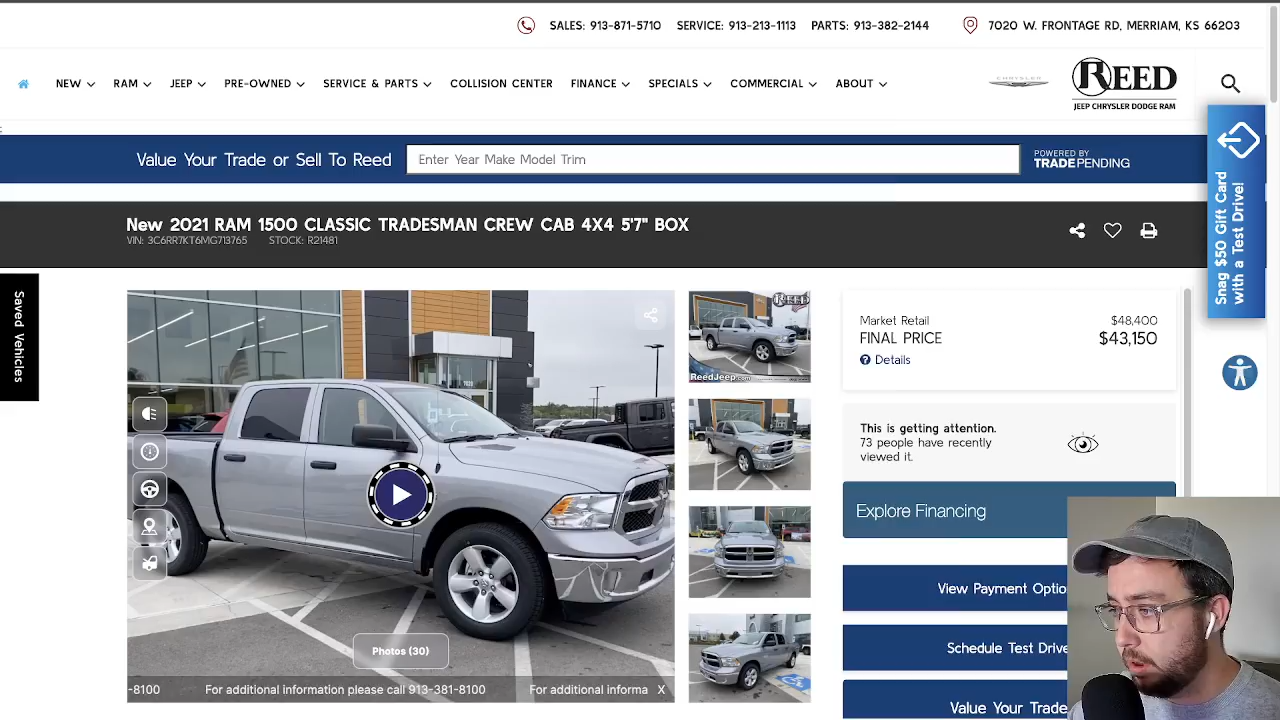 SALES: 913-871-5710 SERVICE: 913-213-1113 PARTS: 913-382-2144 7020 W. FRONTAGE RD, MERRIAM, KS 66203
NEW RAM JEEP PRE-OWNED SERVICE & PARTS COLLISION CENTER FINANCE SPECIALS COMMERCIAL ABOUT
CHRYSLER
REED
JEEP CHRYSLER DODGE RAM
Value Your Trade or Sell To Reed
Enter Year Make Model Trim
POWERED BY
TRADEPENDING
Snag $50 Gift Card
with a Test Drive!
New 2021 RAM 1500 CLASSIC TRADESMAN CREW CAB 4X4 5'7" BOX
VIN: 3C6RR7KT6MG713765 STOCK: R21481
Saved Vehicles
REED
ReedJeep.com
Photos (30)
-8100 For additional information please call 913-381-8100 For additional informa X
Market Retail $48,400
FINAL PRICE $43,150
Details
This is getting attention.
73 people have recently
viewed it.
Explore Financing
View Payment Optio
Schedule Test Drive
Value Your Trade